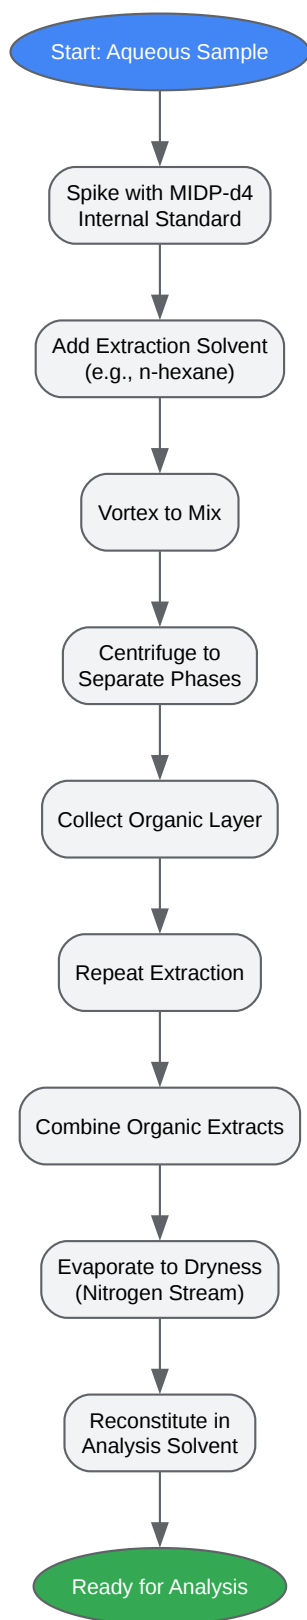 Start: Aqueous Sample
Spike with MIDP-d4
Internal Standard
Add Extraction Solvent
(e.g., n-hexane)
Vortex to Mix
Centrifuge to
Separate Phases
Collect Organic Layer
Repeat Extraction
Combine Organic Extracts
Evaporate to Dryness
(Nitrogen Stream)
Reconstitute in
Analysis Solvent
Ready for Analysis